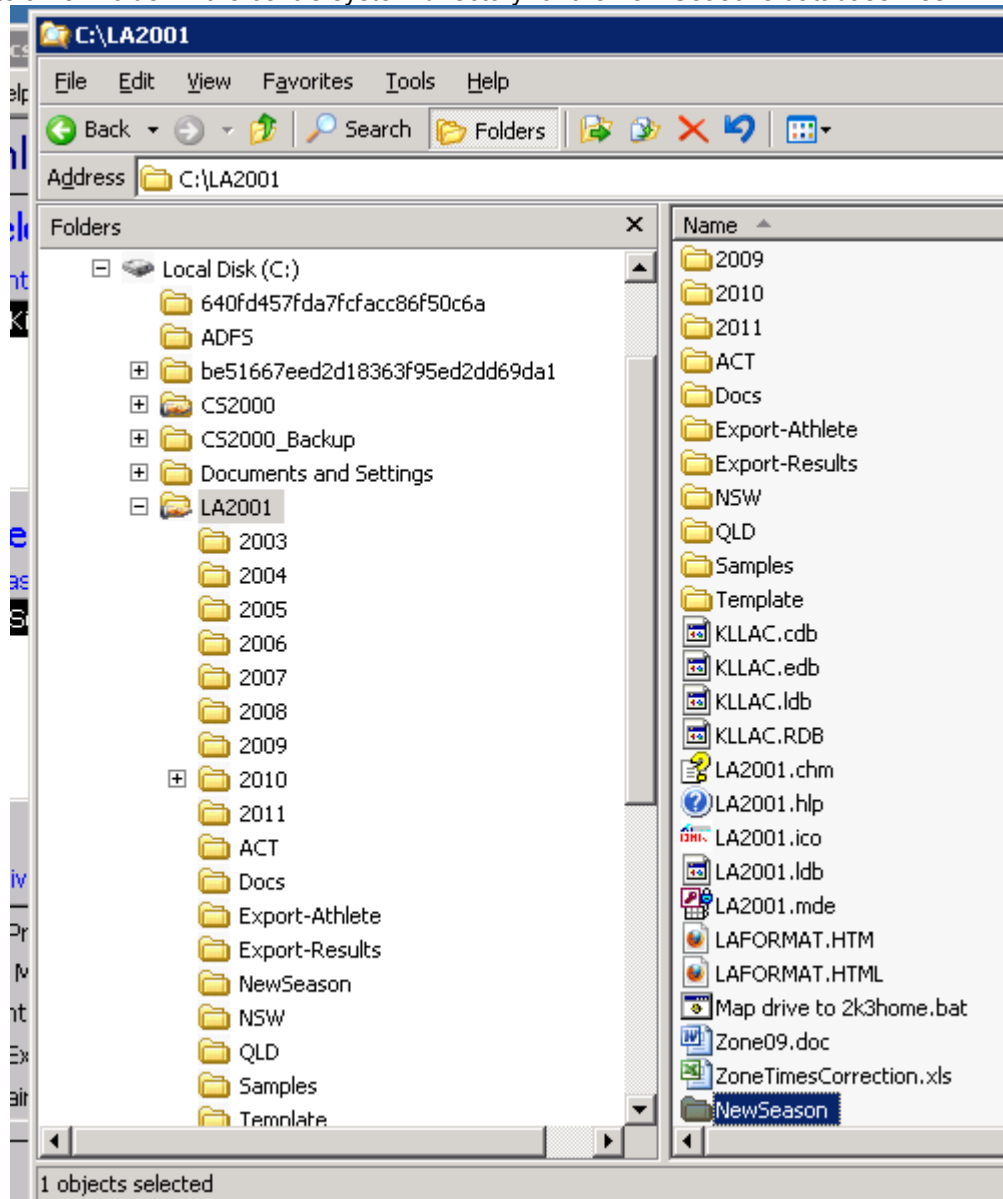 C:\LA2001
File Edit View Favorites Tools Help
Back Search Folders
Address C:\LA2001
Folders
Local Disk (C:)
640fd457fda7fcfacc86f50c6a
ADFS
be51667eed2d18363f95ed2dd69da1
CS2000
CS2000_Backup
Documents and Settings
LA2001
2003
2004
2005
2006
2007
2008
2009
2010
2011
ACT
Docs
Export-Athlete
Export-Results
NewSeason
NSW
QLD
Samples
Template
Name
2009
2010
2011
ACT
Docs
Export-Athlete
Export-Results
NSW
QLD
Samples
Template
KLLAC.cdb
KLLAC.edb
KLLAC.ldb
KLLAC.RDB
LA2001.chm
LA2001.hlp
LA2001.ico
LA2001.ldb
LA2001.mde
LAFORMAT.HTM
LAFORMAT.HTML
Map drive to 2k3home.bat
Zone09.doc
ZoneTimesCorrection.xls
NewSeason
1 objects selected